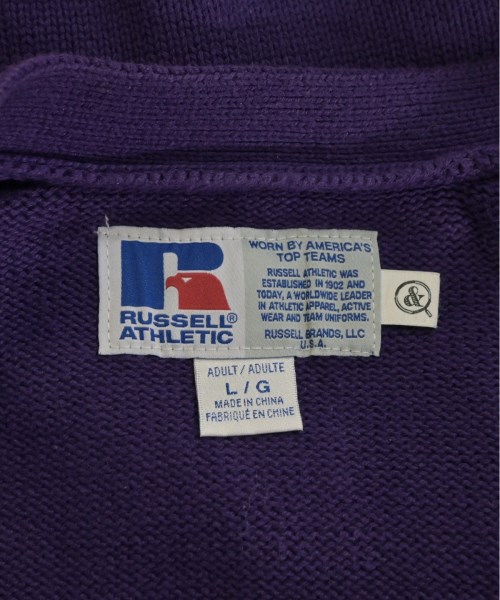 R
RUSSELL®
ATHLETIC
WORN BY AMERICA'S
TOP TEAMS
RUSSELL ATHLETIC WAS
ESTABLISHED IN 1902 AND
TODAY, A WORLDWIDE LEADER
IN ATHLETIC APPAREL, ACTIVE
WEAR AND TEAM UNIFORMS.
RUSSELL BRANDS, LLC
U.S.A.
&
ADULT/ADULTE
L/G
MADE IN CHINA
FABRIQUÉ EN CHINE